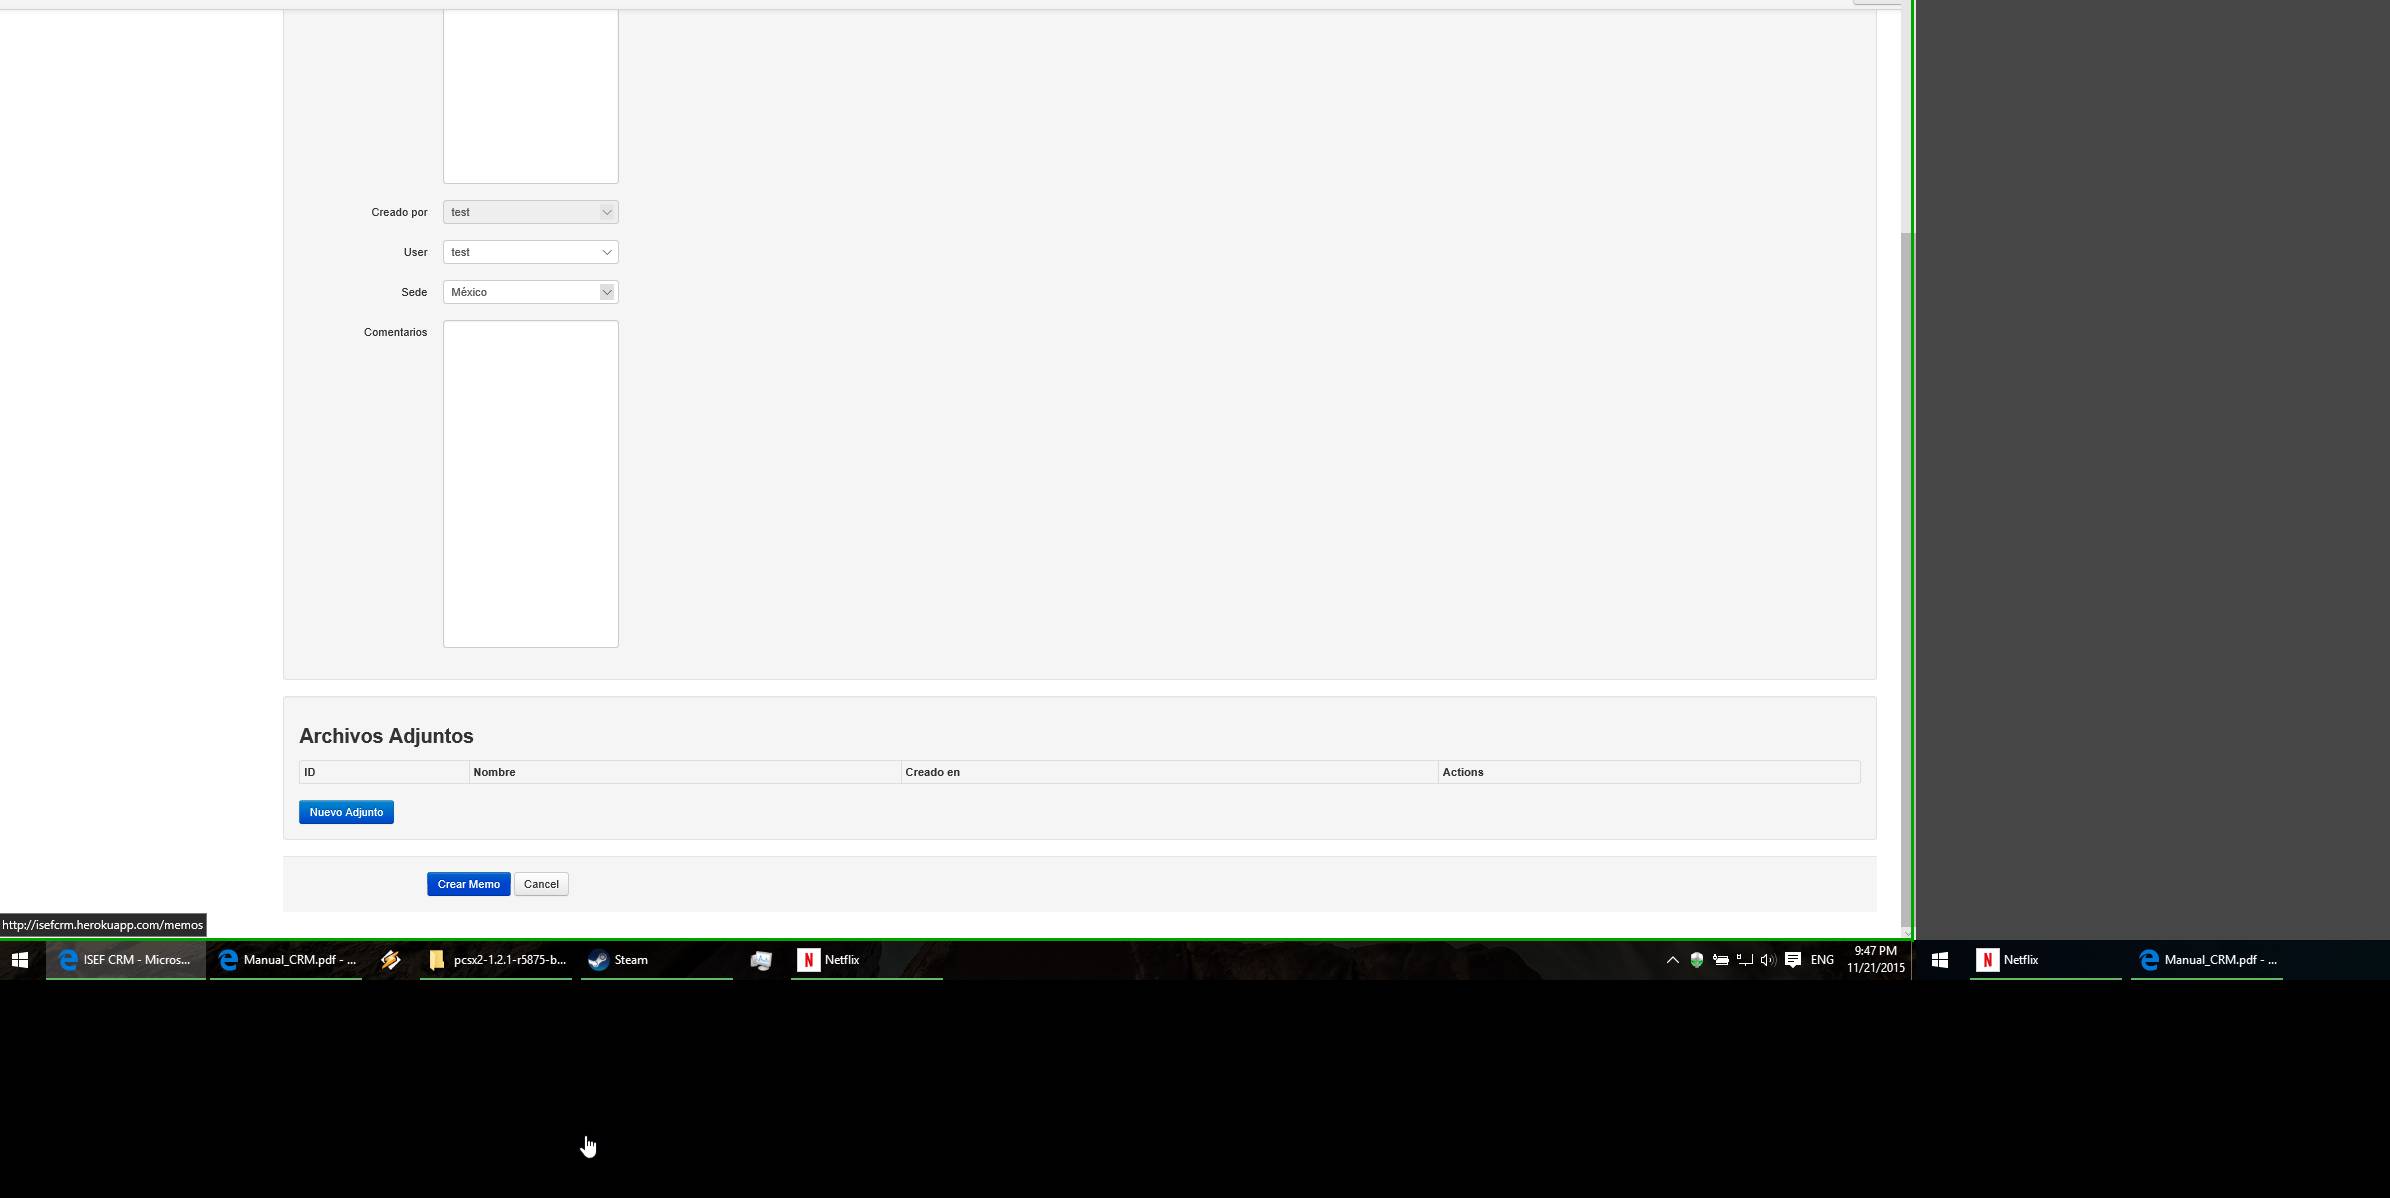 Creado por
test
User
test
Sede
México
Comentarios
Archivos Adjuntos
ID Nombre Creado en Actions
Nuevo Adjunto
Crear Memo Cancel
http://isefcrm.herokuapp.com/memos
ISEF CRM - Micros... Manual_CRM.pdf - ... pcsx2-1.2.1-r5875-b... Steam N Netflix ENG 9:47 PM N Netflix Manual_CRM.pdf - ...
11/21/2015